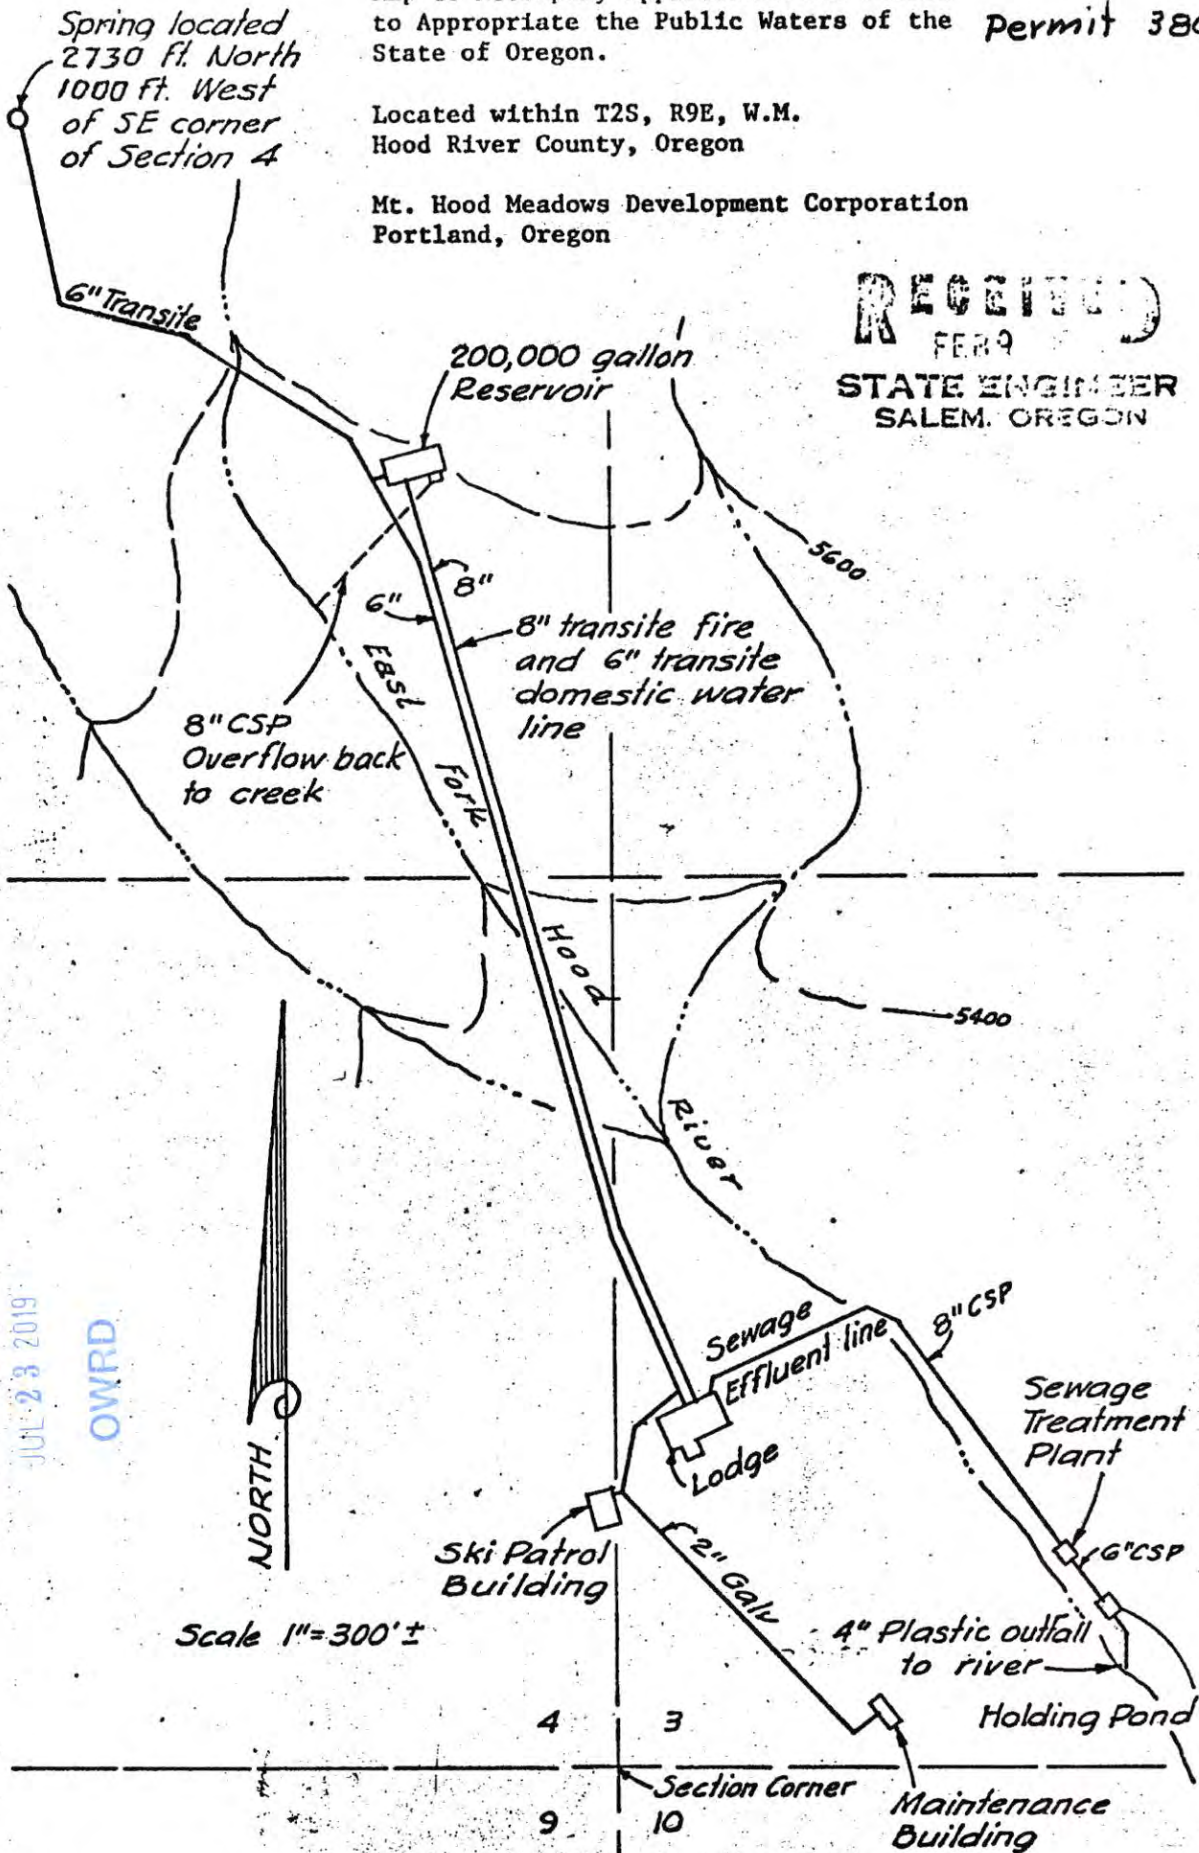 to Appropriate the Public Waters of the
State of Oregon.
Permit 38
Located within T2S, R9E, W.M.
Hood River County, Oregon
Mt. Hood Meadows Development Corporation
Portland, Oregon
Spring located
2730 ft. North
1000 ft. West
of SE corner
of Section 4
RECEIVED
STATE ENGINEER
SALEM. OREGON
6" Transite
200,000 gallon
Reservoir
5600
8"
6"
8" transite fire
and 6" transite
domestic water
line
East Fork Hood River
8" CSP
Overflow back
to creek
5400
JUL 23 2019
OWRD
NORTH
Scale 1"=300'±
Sewage
Effluent line
8" CSP
Sewage
Treatment
Plant
Lodge
Ski Patrol
Building
2" Galv
6" CSP
4" Plastic outfall
to river
Holding Pond
4 3
Section Corner
9 10
Maintenance
Building